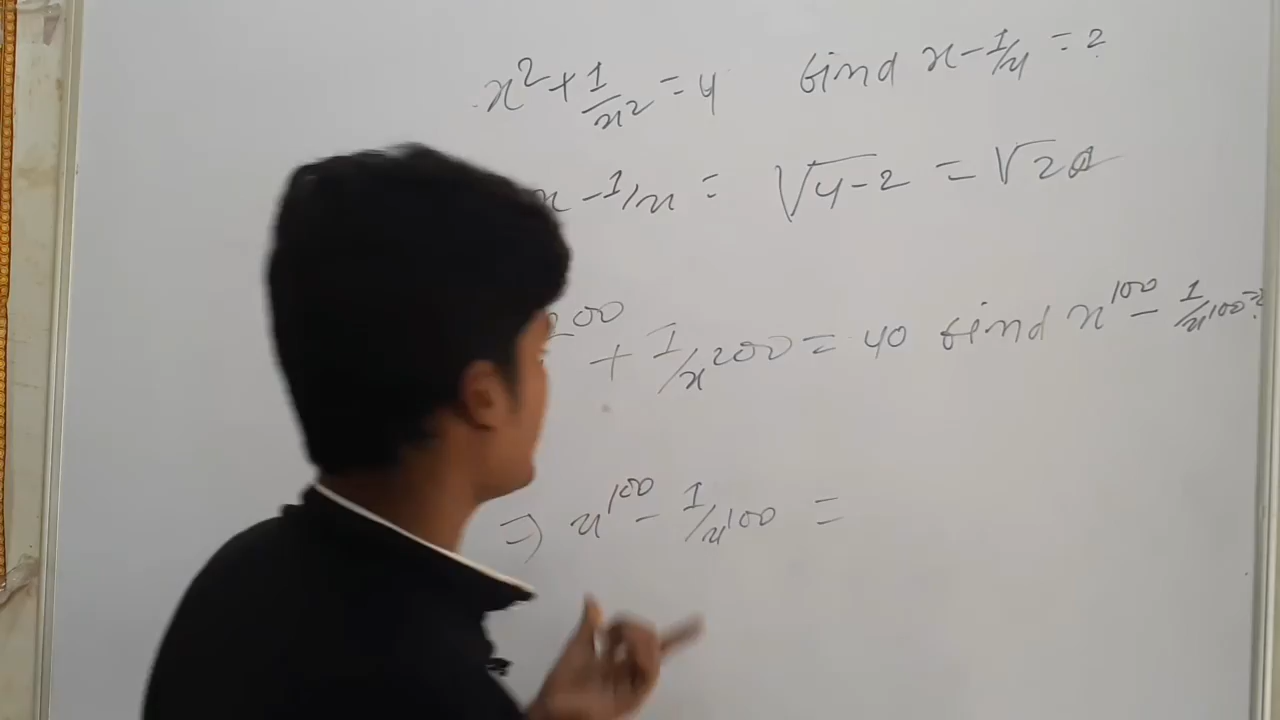 x² + 1/x² = 4 find x - 1/x = ?
x - 1/x = √4-2 = √2
200 + 1/x²⁰⁰ = 40 find x¹⁰⁰ - 1/x¹⁰⁰ = ?
⇒ x¹⁰⁰ - 1/x¹⁰⁰ =